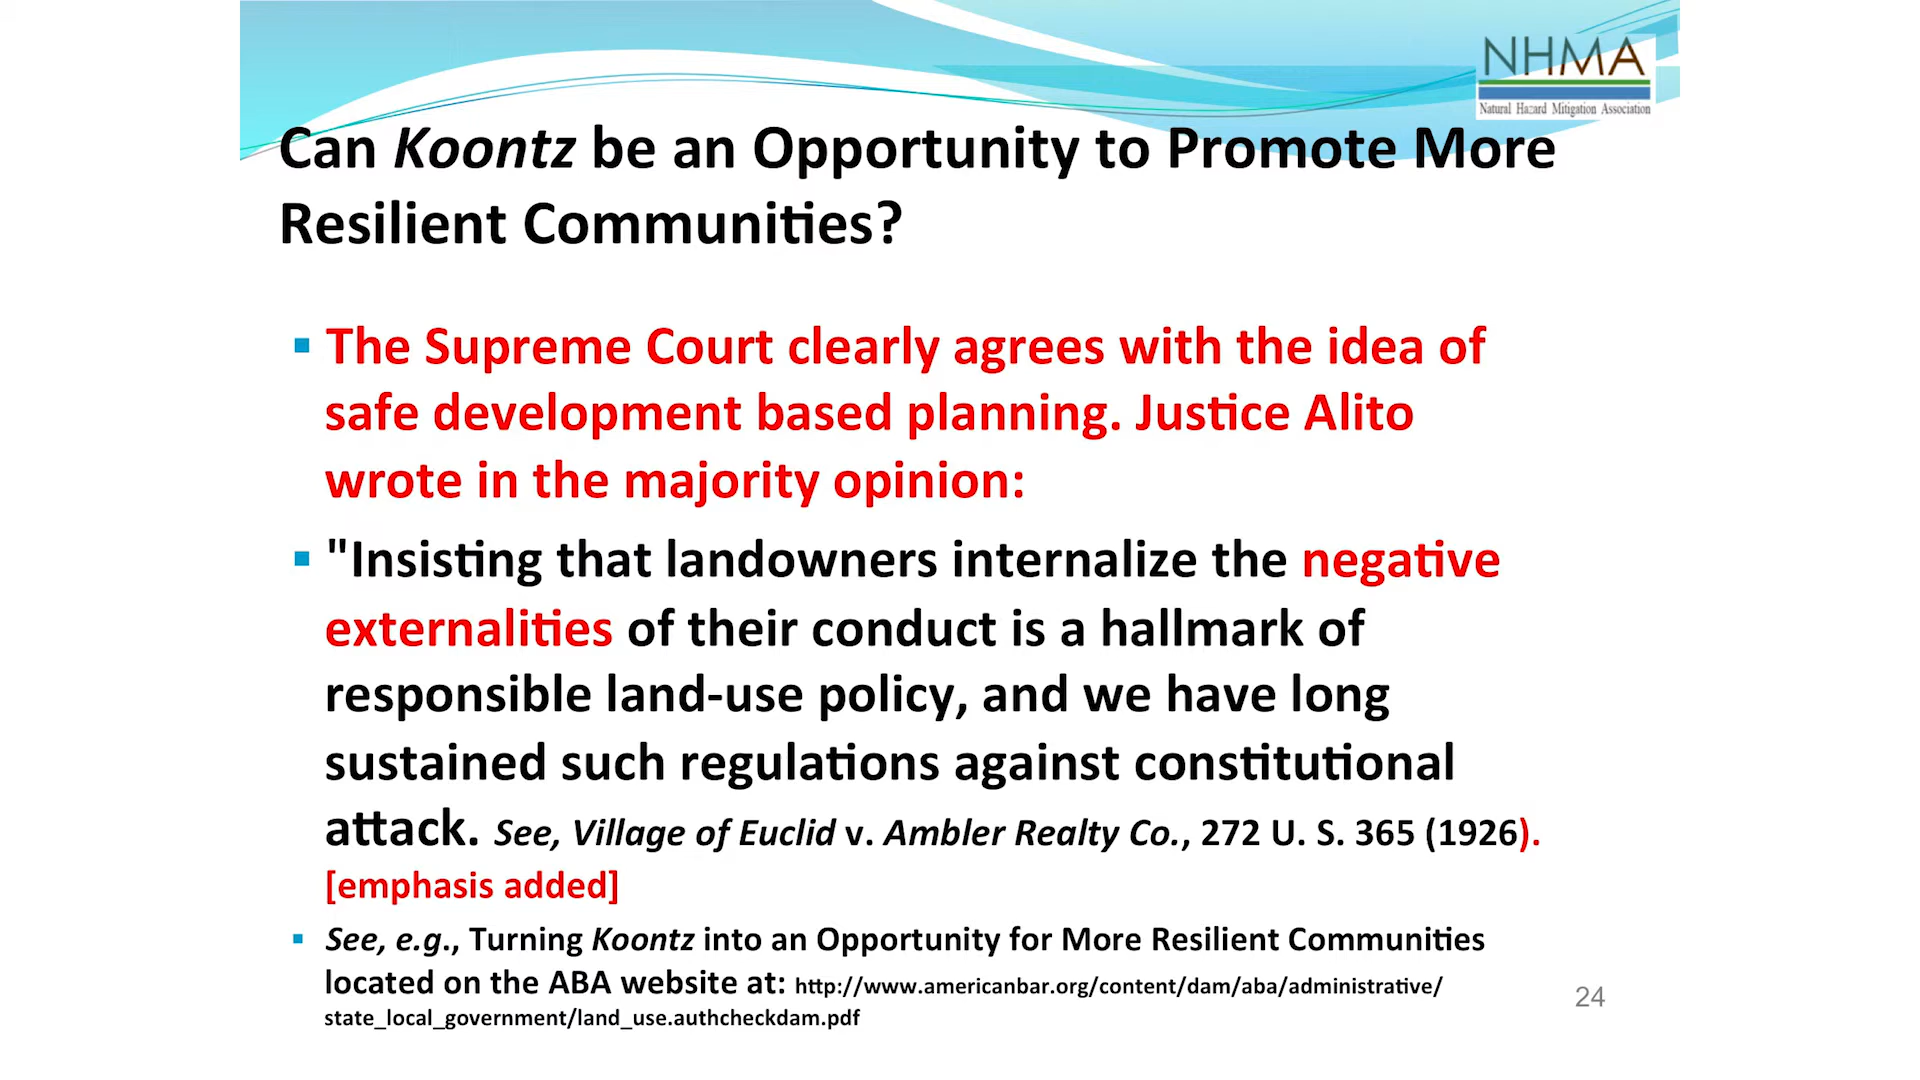 NHMA
Natural Hazard Mitigation Association
Can Koontz be an Opportunity to Promote More
Resilient Communities?
▪ The Supreme Court clearly agrees with the idea of
safe development based planning. Justice Alito
wrote in the majority opinion:
▪ "Insisting that landowners internalize the negative
externalities of their conduct is a hallmark of
responsible land-use policy, and we have long
sustained such regulations against constitutional
attack. See, Village of Euclid v. Ambler Realty Co., 272 U. S. 365 (1926).
[emphasis added]
▪ See, e.g., Turning Koontz into an Opportunity for More Resilient Communities
located on the ABA website at: http://www.americanbar.org/content/dam/aba/administrative/
state_local_government/land_use.authcheckdam.pdf
24